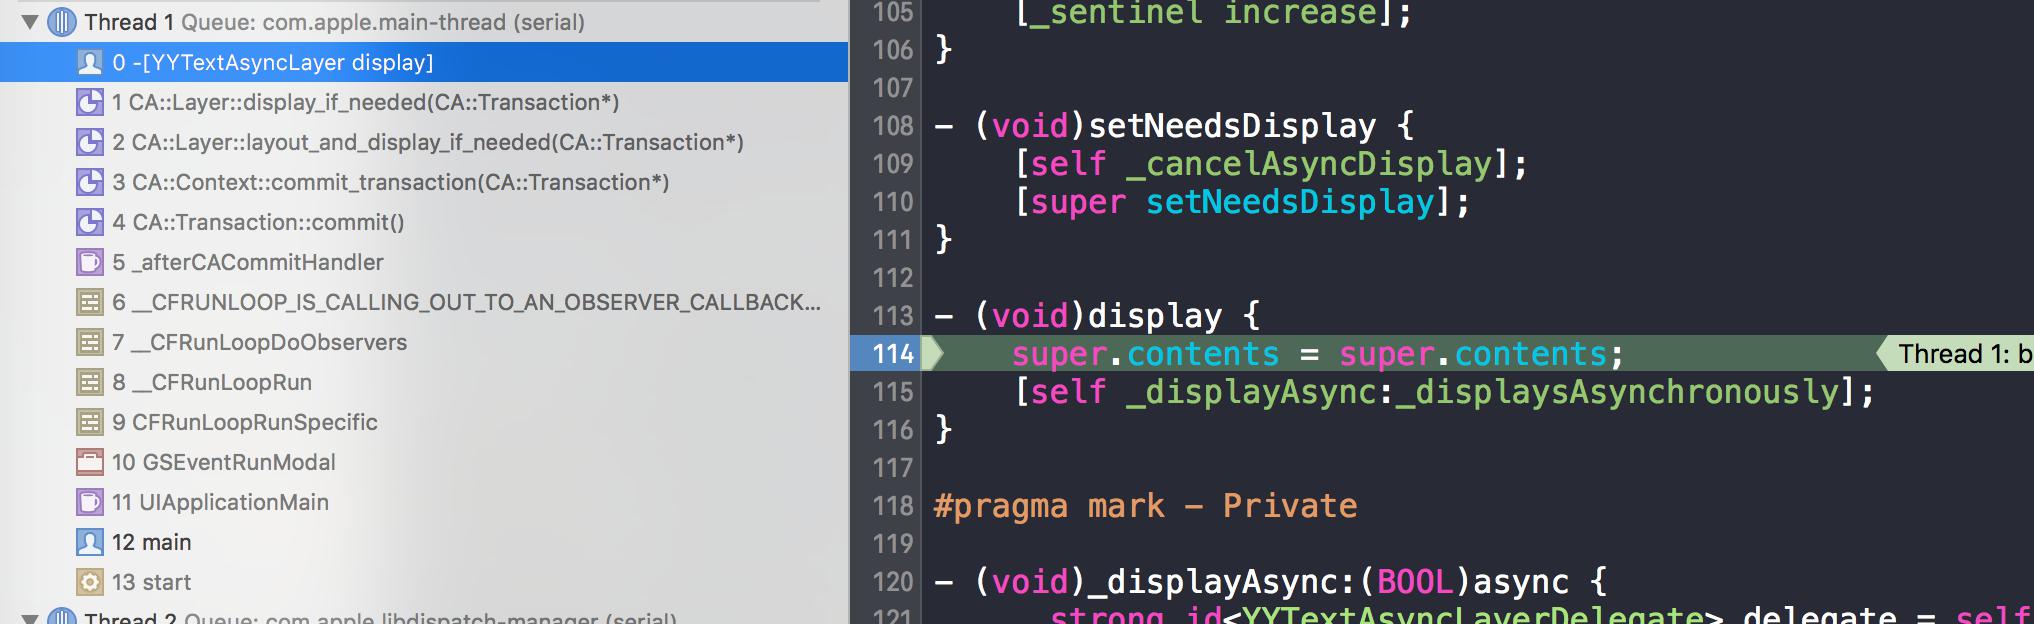 Thread 1 Queue: com.apple.main-thread (serial)
0 -[YYTextAsyncLayer display]
1 CA::Layer::display_if_needed(CA::Transaction*)
2 CA::Layer::layout_and_display_if_needed(CA::Transaction*)
3 CA::Context::commit_transaction(CA::Transaction*)
4 CA::Transaction::commit()
5 _afterCACommitHandler
6 __CFRUNLOOP_IS_CALLING_OUT_TO_AN_OBSERVER_CALLBACK...
7 __CFRunLoopDoObservers
8 __CFRunLoopRun
9 CFRunLoopRunSpecific
10 GSEventRunModal
11 UIApplicationMain
12 main
13 start
Thread 2 Queue: com.apple.libdispatch-manager (serial)
105 [_sentinel increase];
106 }
107
108 - (void)setNeedsDisplay {
109 [self _cancelAsyncDisplay];
110 [super setNeedsDisplay];
111 }
112
113 - (void)display {
114 super.contents = super.contents; Thread 1: b
115 [self _displayAsync:_displaysAsynchronously];
116 }
117
118 #pragma mark - Private
119
120 - (void)_displayAsync:(BOOL)async {
121 __strong id<YYTextAsyncLayerDelegate> delegate = self